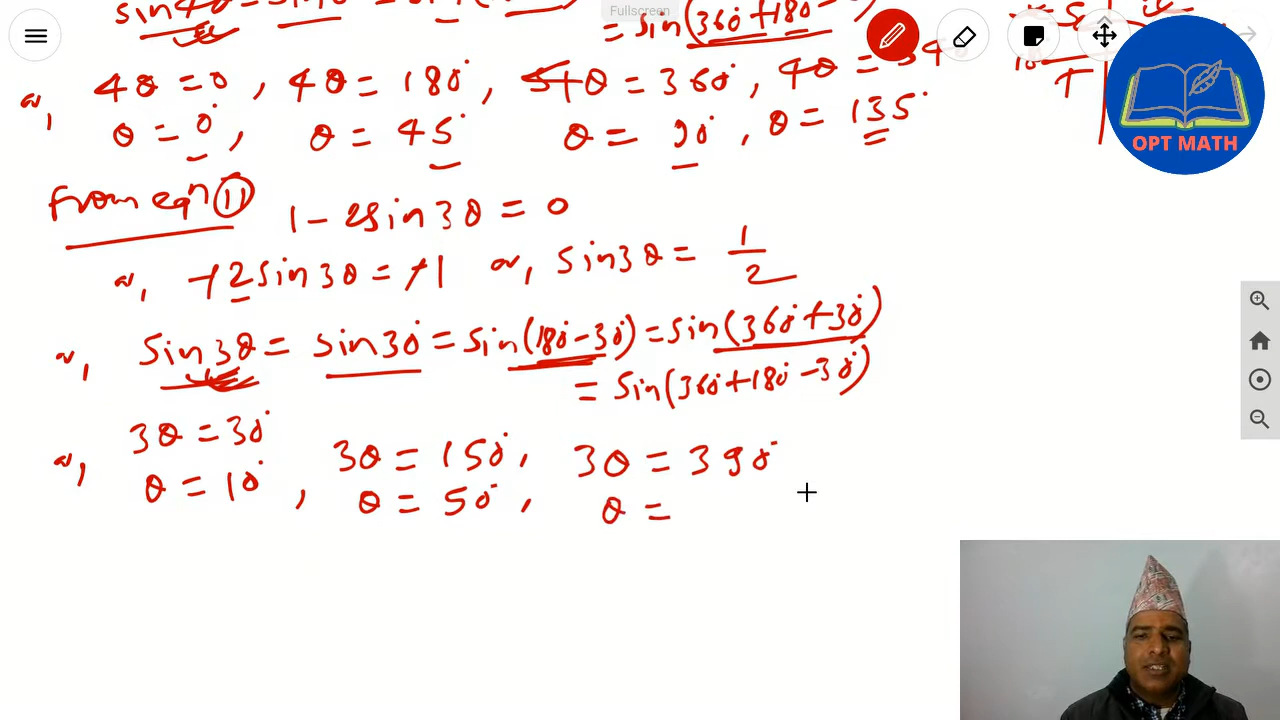 Fullscreen
= sin(360°+180°
4θ = 0, 4θ = 180°, 4θ = 360°, 4θ = 540
θ = 0°, θ = 45°, θ = 90°, θ = 135°
OPT MATH
from eqn (11) 1 - 2sin3θ = 0
or, +2sin3θ = +1 or, sin3θ = 1/2
or, sin3θ = sin30° = sin(180°-30°) = sin(360°+30°)
= sin(360°+180°-30°)
or, 3θ = 30° 3θ = 150°, 3θ = 390°
θ = 10°, θ = 50°, θ =